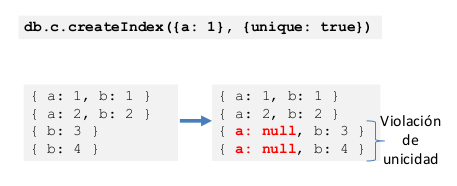 db.c.createIndex({a: 1}, {unique: true})
{ a: 1, b: 1 }
{ a: 2, b: 2 }
{ b: 3 }
{ b: 4 }
{ a: 1, b: 1 }
{ a: 2, b: 2 }
{ a: null, b: 3 }
{ a: null, b: 4 }
Violación
de
unicidad